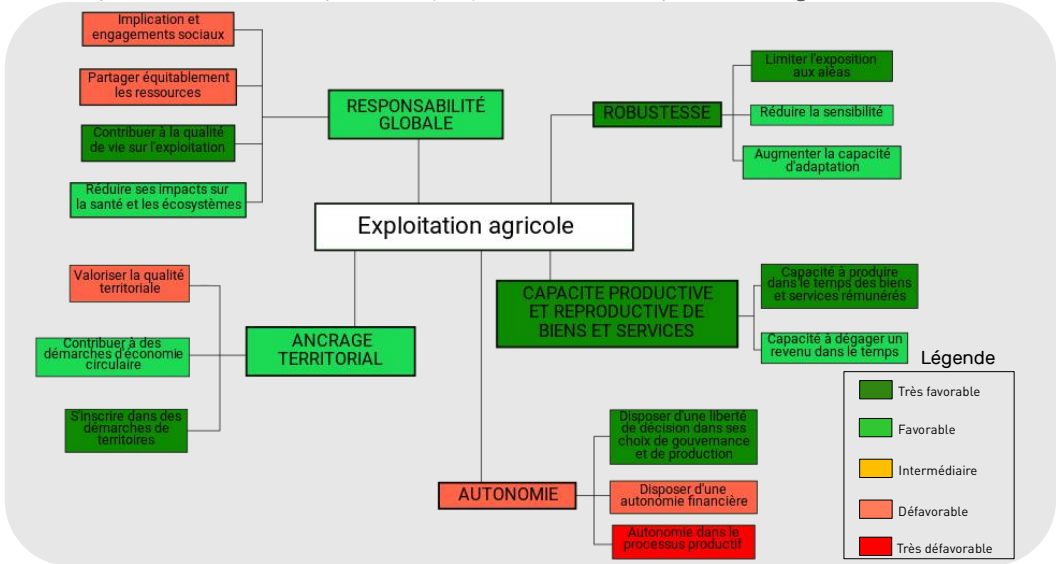 Implication et
engagements sociaux
Partager équitablement
les ressources
Contribuer à la qualité
de vie sur l'exploitation
Réduire ses impacts sur
la santé et les écosystèmes
RESPONSABILITÉ
GLOBALE
ROBUSTESSE
Limiter l'exposition
aux aléas
Réduire la sensibilité
Augmenter la capacité
d'adaptation
Exploitation agricole
Valoriser la qualité
territoriale
Contribuer à des
démarches d'économie
circulaire
S'inscrire dans des
démarches de
territoires
ANCRAGE
TERRITORIAL
CAPACITE PRODUCTIVE
ET REPRODUCTIVE DE
BIENS ET SERVICES
Capacité à produire
dans le temps des biens
et services rémunérés
Capacité à dégager un
revenu dans le temps
AUTONOMIE
Disposer d'une liberté
de décision dans ses
choix de gouvernance
et de production
Disposer d'une
autonomie financière
Autonomie dans le
processus productif
Légende
Très favorable
Favorable
Intermédiaire
Défavorable
Très défavorable